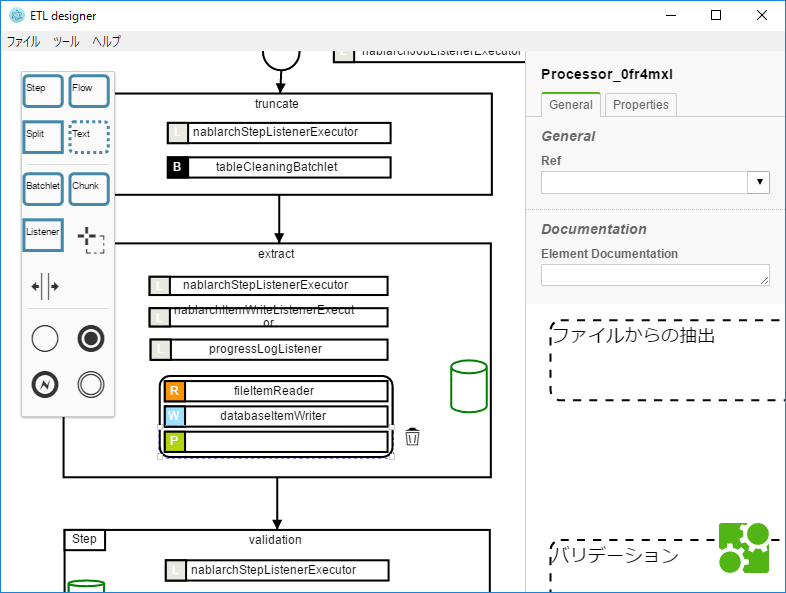 ETL designer
ファイル ツール ヘルプ
nablarchJobListenerExecutor
L
Step
Flow
Split
Text
Batchlet
Chunk
Listener
truncate
L nablarchStepListenerExecutor
B tableCleaningBatchlet
extract
L nablarchStepListenerExecutor
L nablarchItemWriteListenerExecut
or
L progressLogListener
R fileItemReader
W databaseItemWriter
P
Step
validation
L nablarchStepListenerExecutor
Processor_0fr4mxl
General Properties
General
Ref
Documentation
Element Documentation
ファイルからの抽出
バリデーション